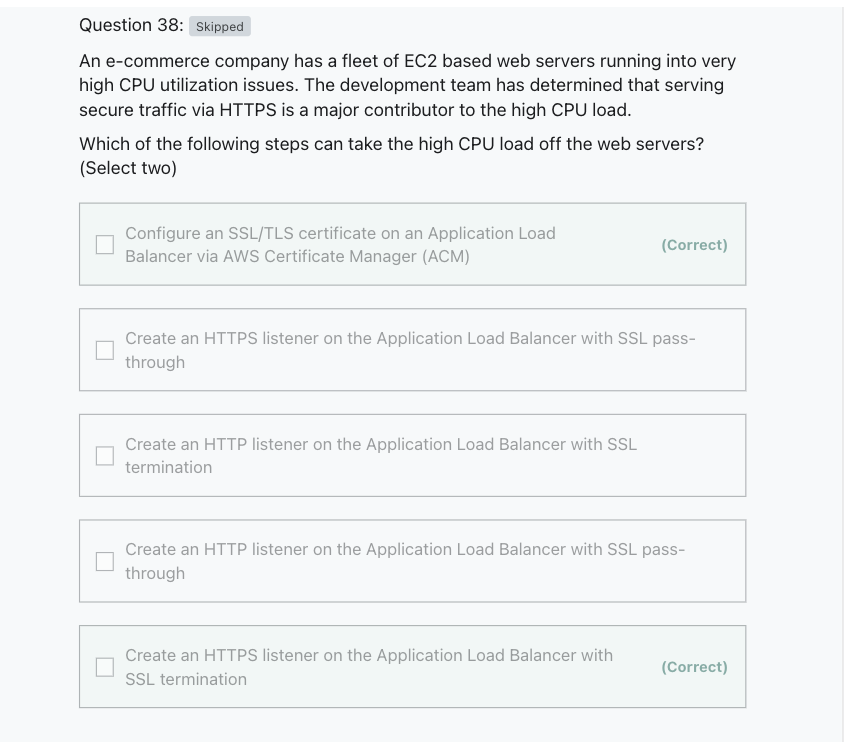 Question 38: Skipped
An e-commerce company has a fleet of EC2 based web servers running into very
high CPU utilization issues. The development team has determined that serving
secure traffic via HTTPS is a major contributor to the high CPU load.
Which of the following steps can take the high CPU load off the web servers?
(Select two)
Configure an SSL/TLS certificate on an Application Load
Balancer via AWS Certificate Manager (ACM)
(Correct)
Create an HTTPS listener on the Application Load Balancer with SSL pass-
through
Create an HTTP listener on the Application Load Balancer with SSL
termination
Create an HTTP listener on the Application Load Balancer with SSL pass-
through
Create an HTTPS listener on the Application Load Balancer with
SSL termination
(Correct)